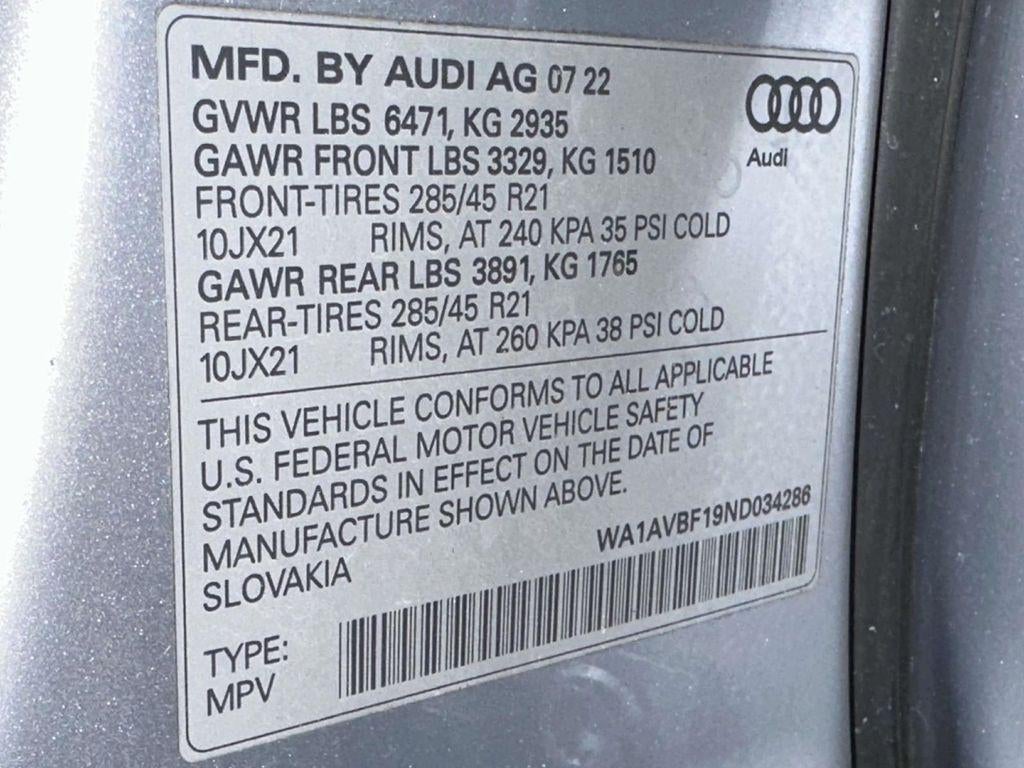 MFD. BY AUDI AG 07 22
GVWR LBS 6471, KG 2935
GAWR FRONT LBS 3329, KG 1510
FRONT-TIRES 285/45 R21
10JX21 RIMS, AT 240 KPA 35 PSI COLD
GAWR REAR LBS 3891, KG 1765
REAR-TIRES 285/45 R21
10JX21 RIMS, AT 260 KPA 38 PSI COLD
Audi
THIS VEHICLE CONFORMS TO ALL APPLICABLE
U.S. FEDERAL MOTOR VEHICLE SAFETY
STANDARDS IN EFFECT ON THE DATE OF
MANUFACTURE SHOWN ABOVE.
SLOVAKIA
WA1AVBF19ND034286
TYPE:
MPV